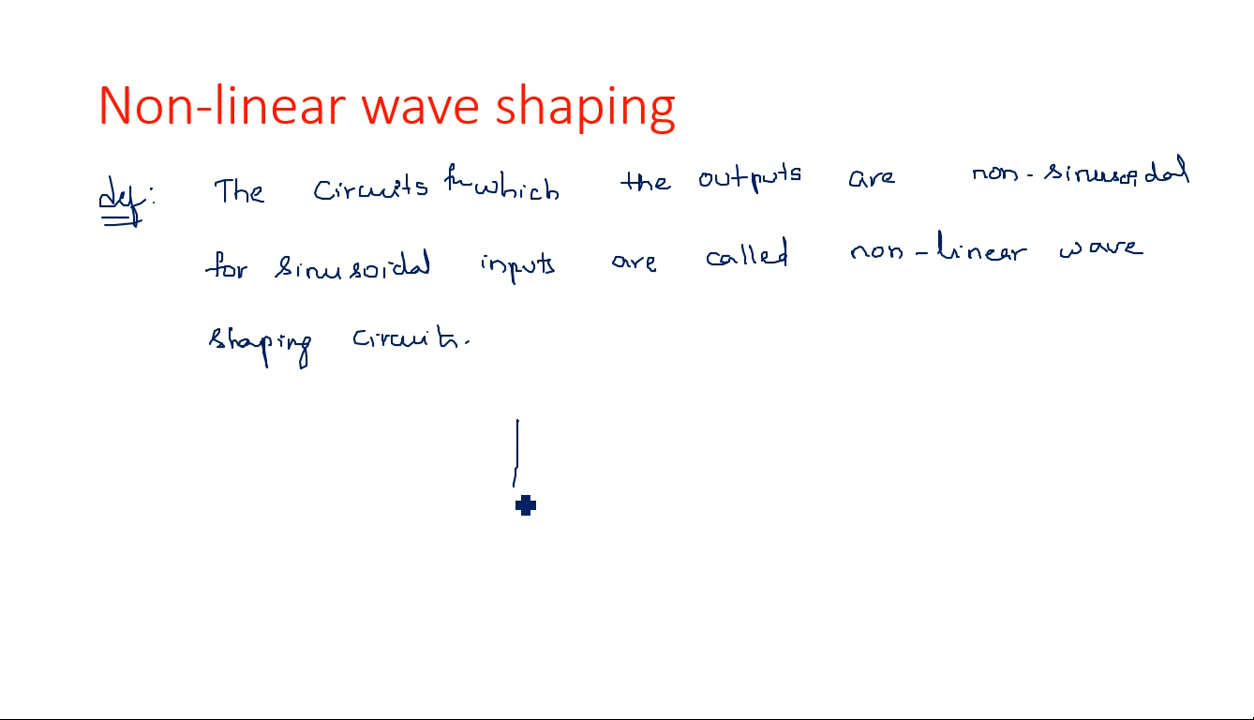 Non-linear wave shaping
def: The circuits for which the outputs are non-sinusoidal
for sinusoidal inputs are called non-linear wave
shaping circuits.